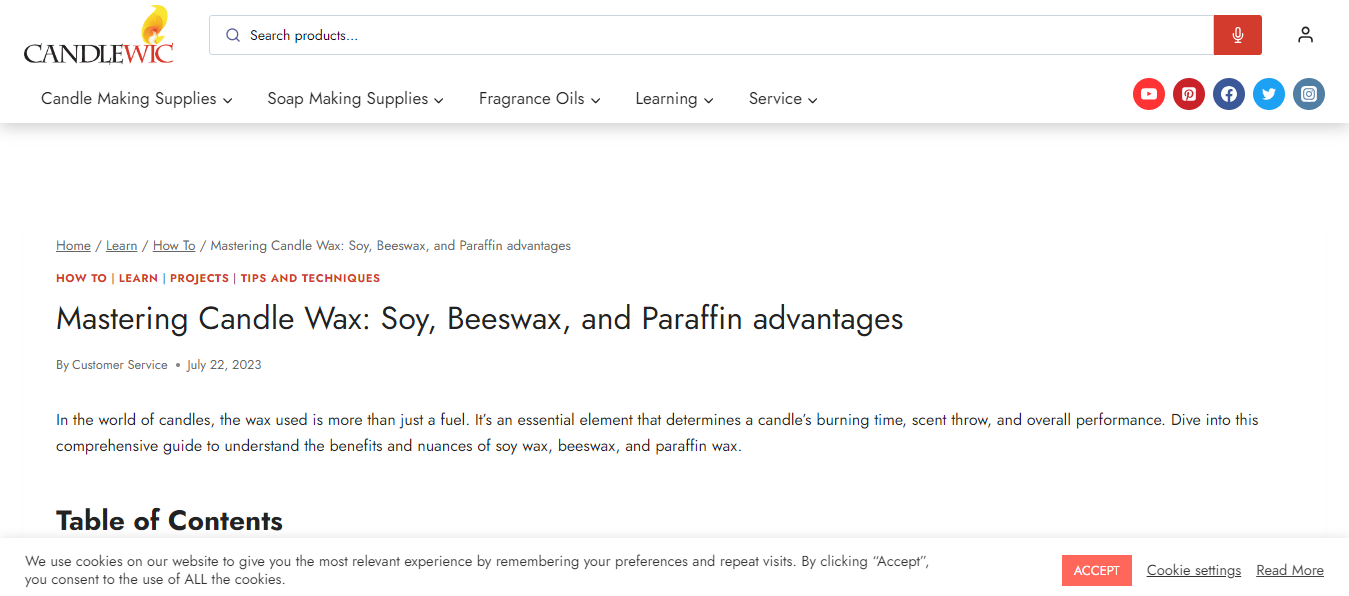 CANDLEWIC
Search products...
Candle Making Supplies Soap Making Supplies Fragrance Oils Learning Service
Home / Learn / How To / Mastering Candle Wax: Soy, Beeswax, and Paraffin advantages
HOW TO | LEARN | PROJECTS | TIPS AND TECHNIQUES
Mastering Candle Wax: Soy, Beeswax, and Paraffin advantages
By Customer Service • July 22, 2023
In the world of candles, the wax used is more than just a fuel. It’s an essential element that determines a candle’s burning time, scent throw, and overall performance. Dive into this
comprehensive guide to understand the benefits and nuances of soy wax, beeswax, and paraffin wax.
Table of Contents
We use cookies on our website to give you the most relevant experience by remembering your preferences and repeat visits. By clicking “Accept”,
you consent to the use of ALL the cookies.
ACCEPT Cookie settings Read More